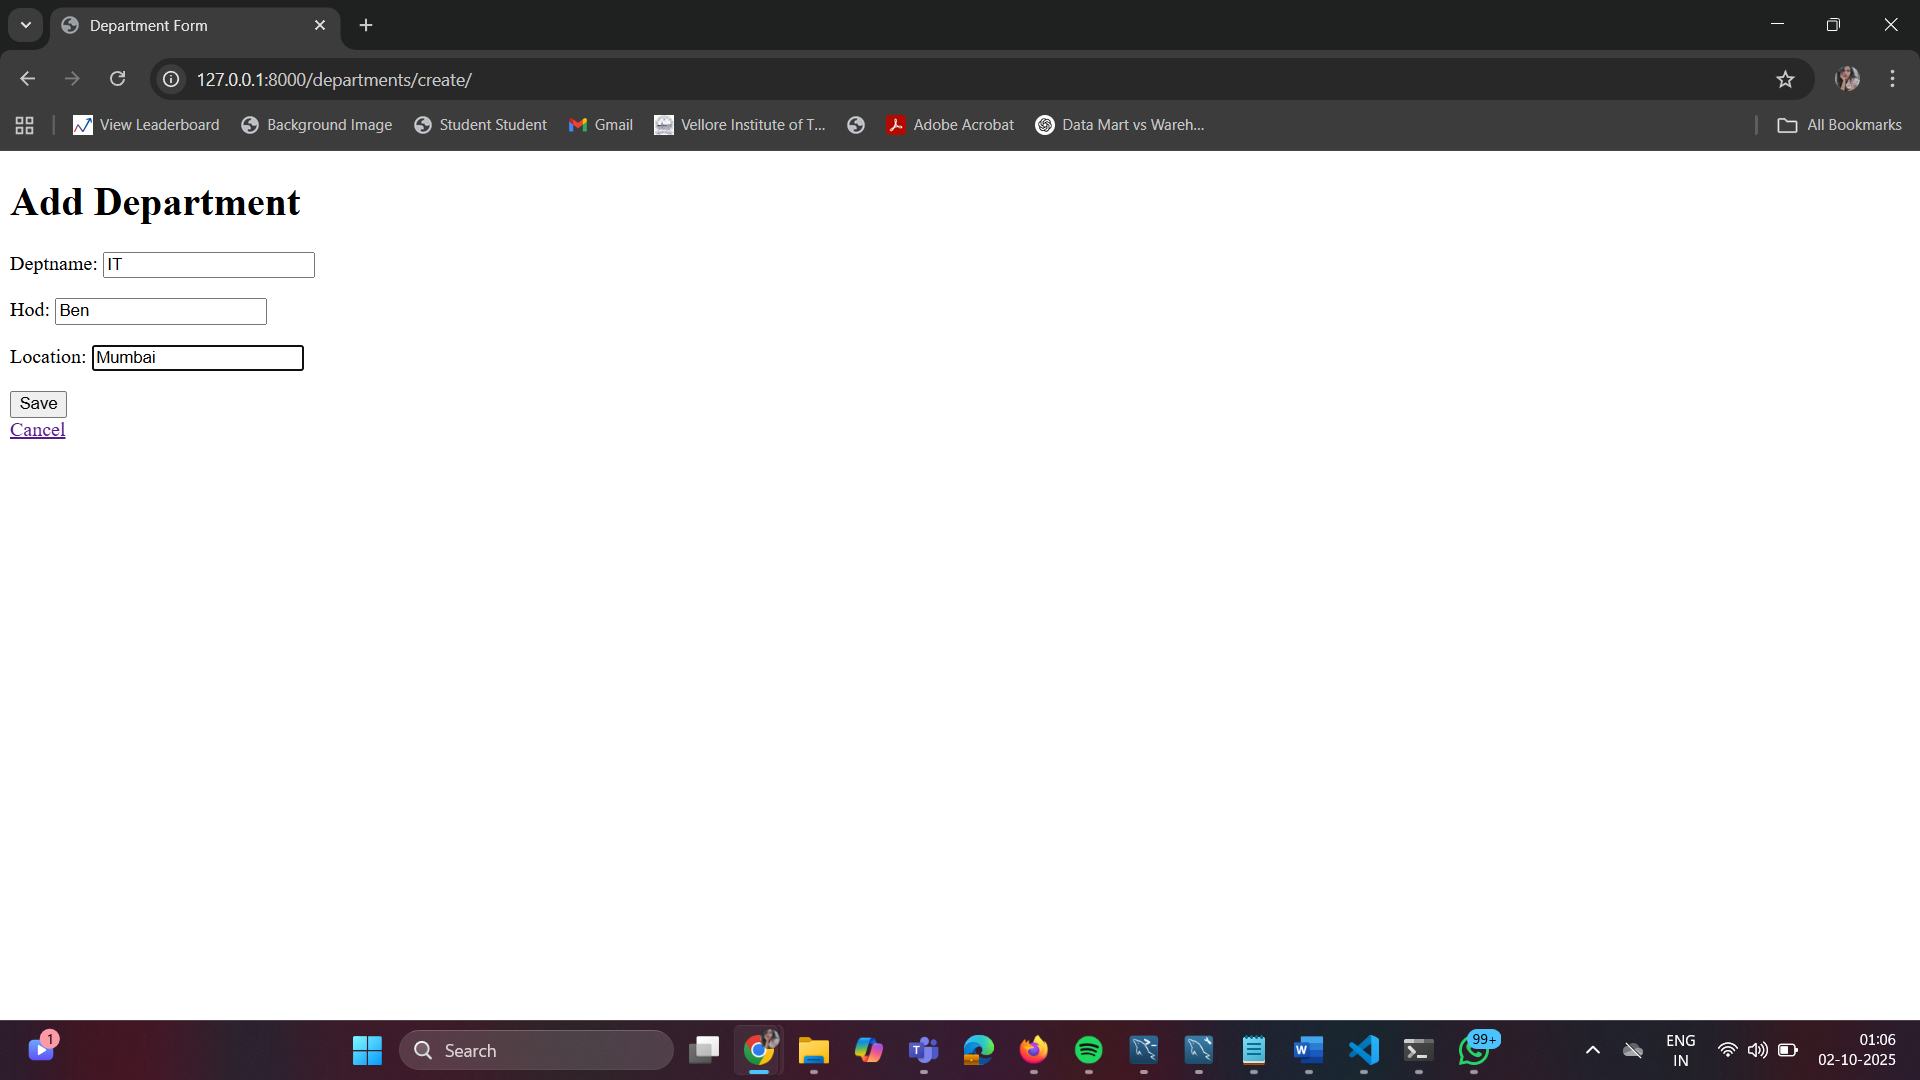 Department Form
127.0.0.1:8000/departments/create/
View Leaderboard
Background Image
Student Student
Gmail
Vellore Institute of T...
Adobe Acrobat
Data Mart vs Wareh...
All Bookmarks
Add Department
Deptname: IT
Hod: Ben
Location: Mumbai
Save
Cancel
1
Search
99+
ENG
IN
01:06
02-10-2025